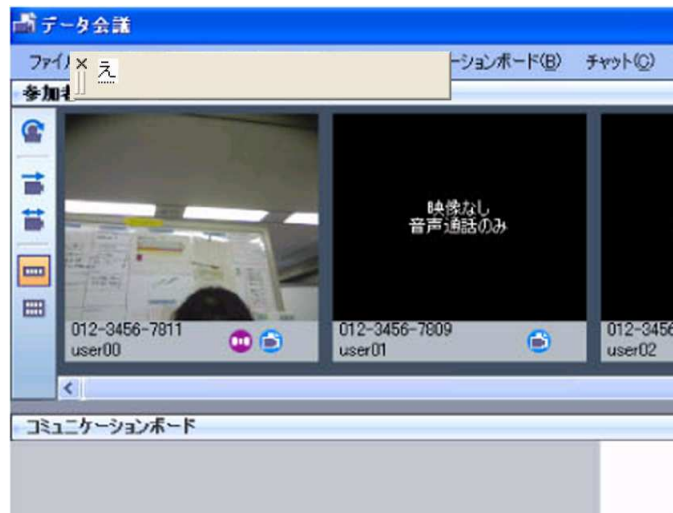 データ会議
ファイル
え
ーションボード(B) チャット(C)
参加
映像なし
音声通話のみ
012-3456-7811
user00
012-3456-7809
user01
012-3456
user02
コミュニケーションボード